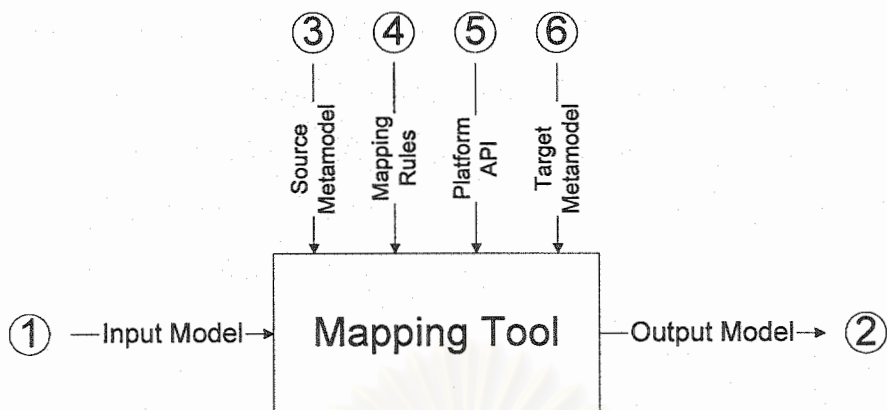 ③ ④ ⑤ ⑥
Source
Metamodel
Mapping
Rules
Platform
API
Target
Metamodel
① Input Model Mapping Tool Output Model ②